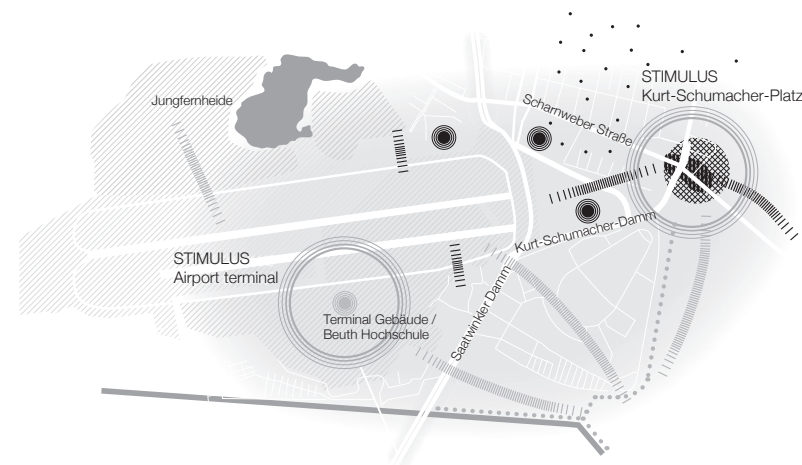 Jungfernheide
STIMULUS
Kurt-Schumacher-Platz
Scharnweber Straße
Kurt-Schumacher-Damm
STIMULUS
Airport terminal
Saatwinkler Damm
Terminal Gebäude /
Beuth Hochschule